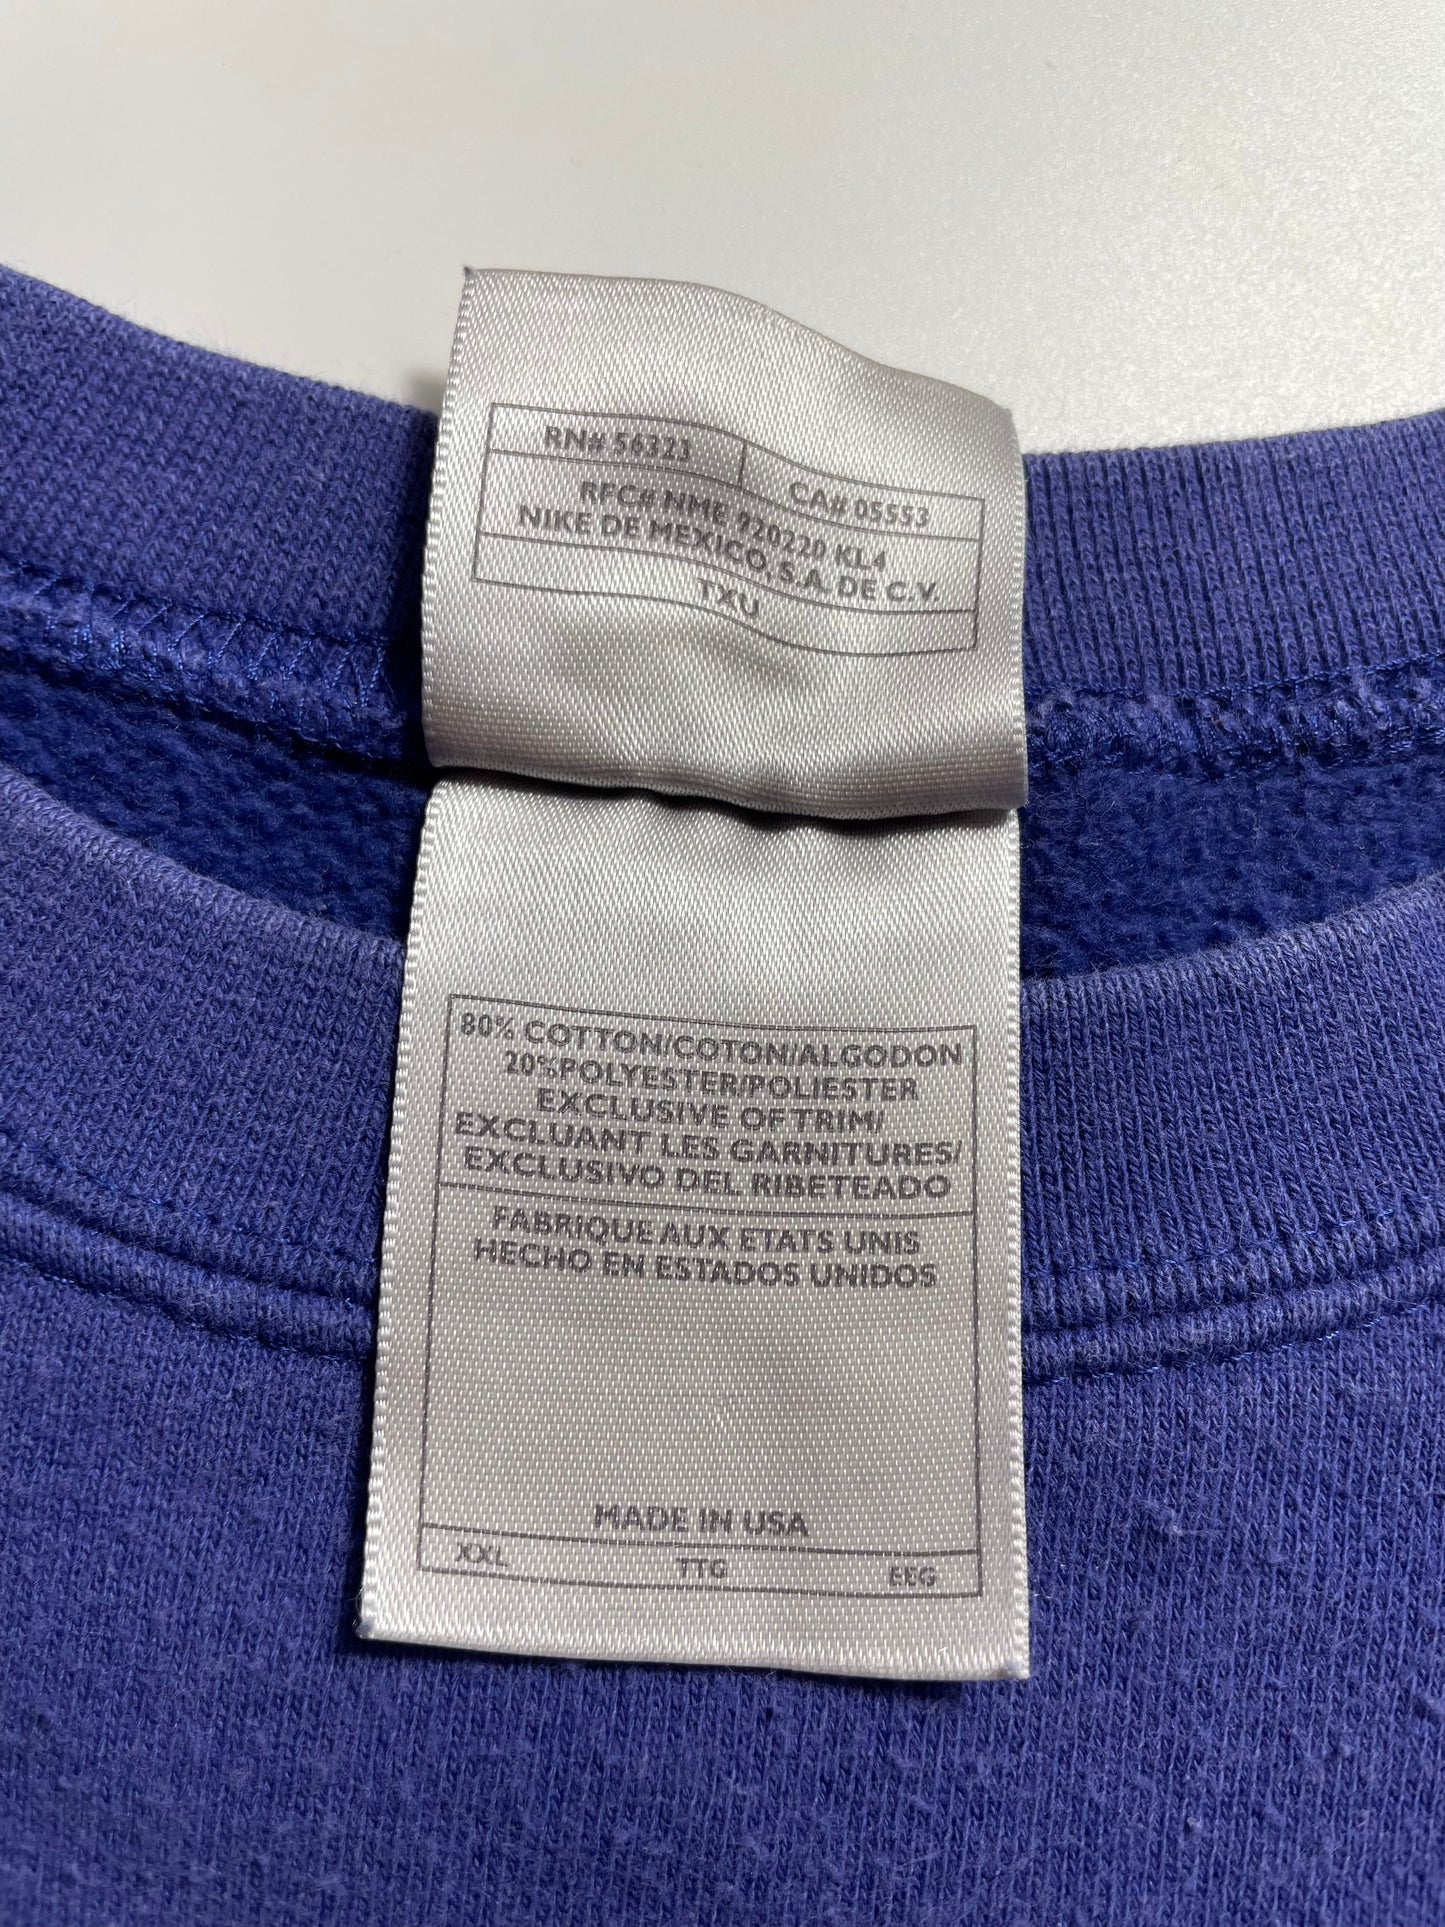 RN# 56323 CA# 05553
RFC# NME 920220 KL4
NIKE DE MEXICO, S.A. DE C.V.
TXU
80% COTTON/COTON/ALGODON
20%POLYESTER/POLIESTER
EXCLUSIVE OF TRIM/
EXCLUANT LES GARNITURES/
EXCLUSIVO DEL RIBETEADO
FABRIQUE AUX ETATS UNIS
HECHO EN ESTADOS UNIDOS
MADE IN USA
XXL TTG EEG